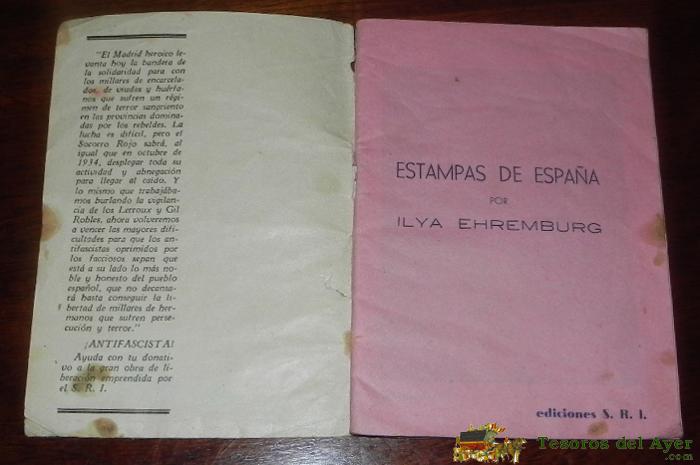 "El Madrid heroico le-
vanta hoy la bandera
de la solidaridad para con
los millares de encarcela-
dos, de viudas y huérfa-
nos que sufren un régi-
men de terror sangriento
en las provincias domina-
das por los rebeldes. La
lucha es difícil, pero el
Socorro Rojo sabrá, al
igual que en octubre de
1934, desplegar toda su
actividad y abnegación
para llegar al caído. Y
lo mismo que trabajába-
mos burlando la vigilan-
cia de los Lerroux y Gil
Robles, ahora volveremos
a vencer las mayores difi-
cultades para que los an-
tifascistas oprimidos por
los facciosos sepan que
está a su lado lo más no-
ble y honesto del pueblo
español, que no decansa-
rá hasta conseguir la li-
bertad de millares de her-
manos que sufren perse-
cución y terror."
¡ANTIFASCISTA!
Ayuda con tu donati-
vo a la gran obra de li-
beración emprendida por
el S. R. I.
ESTAMPAS DE ESPAÑA
POR
ILYA EHREMBURG
ediciones S. R. I.
Tesoros del Ayer
.com